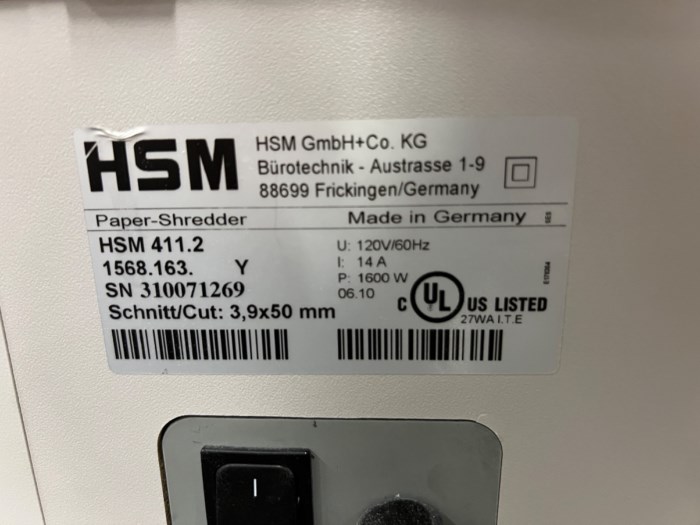 HSM
HSM GmbH+Co. KG
Bürotechnik - Austrasse 1-9
88699 Frickingen/Germany
Paper-Shredder Made in Germany
HSM 411.2
1568.163. Y
SN 310071269
Schnitt/Cut: 3,9x50 mm
U: 120V/60Hz
I: 14 A
P: 1600 W
06.10
C UL US LISTED
27WA I.T.E
I